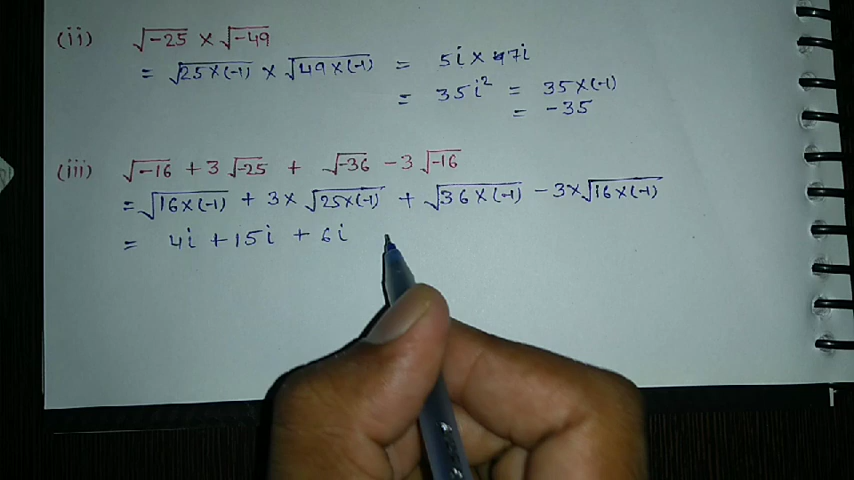 (ii) √-25 × √-49
= √25×(-1) × √49×(-1) = 5i × 7i
= 35i² = 35×(-1)
= -35
(iii) √-16 + 3√-25 + √-36 - 3√-16
= √16×(-1) + 3× √25×(-1) + √36×(-1) - 3×√16×(-1)
= 4i + 15i + 6i